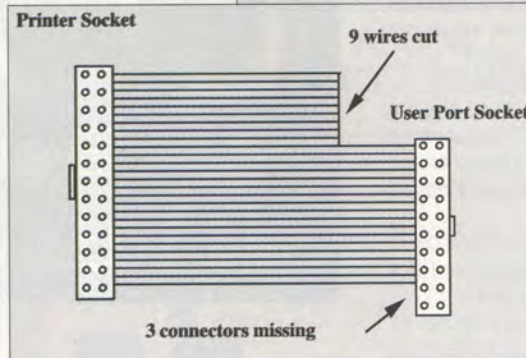 Printer Socket
9 wires cut
User Port Socket
3 connectors missing